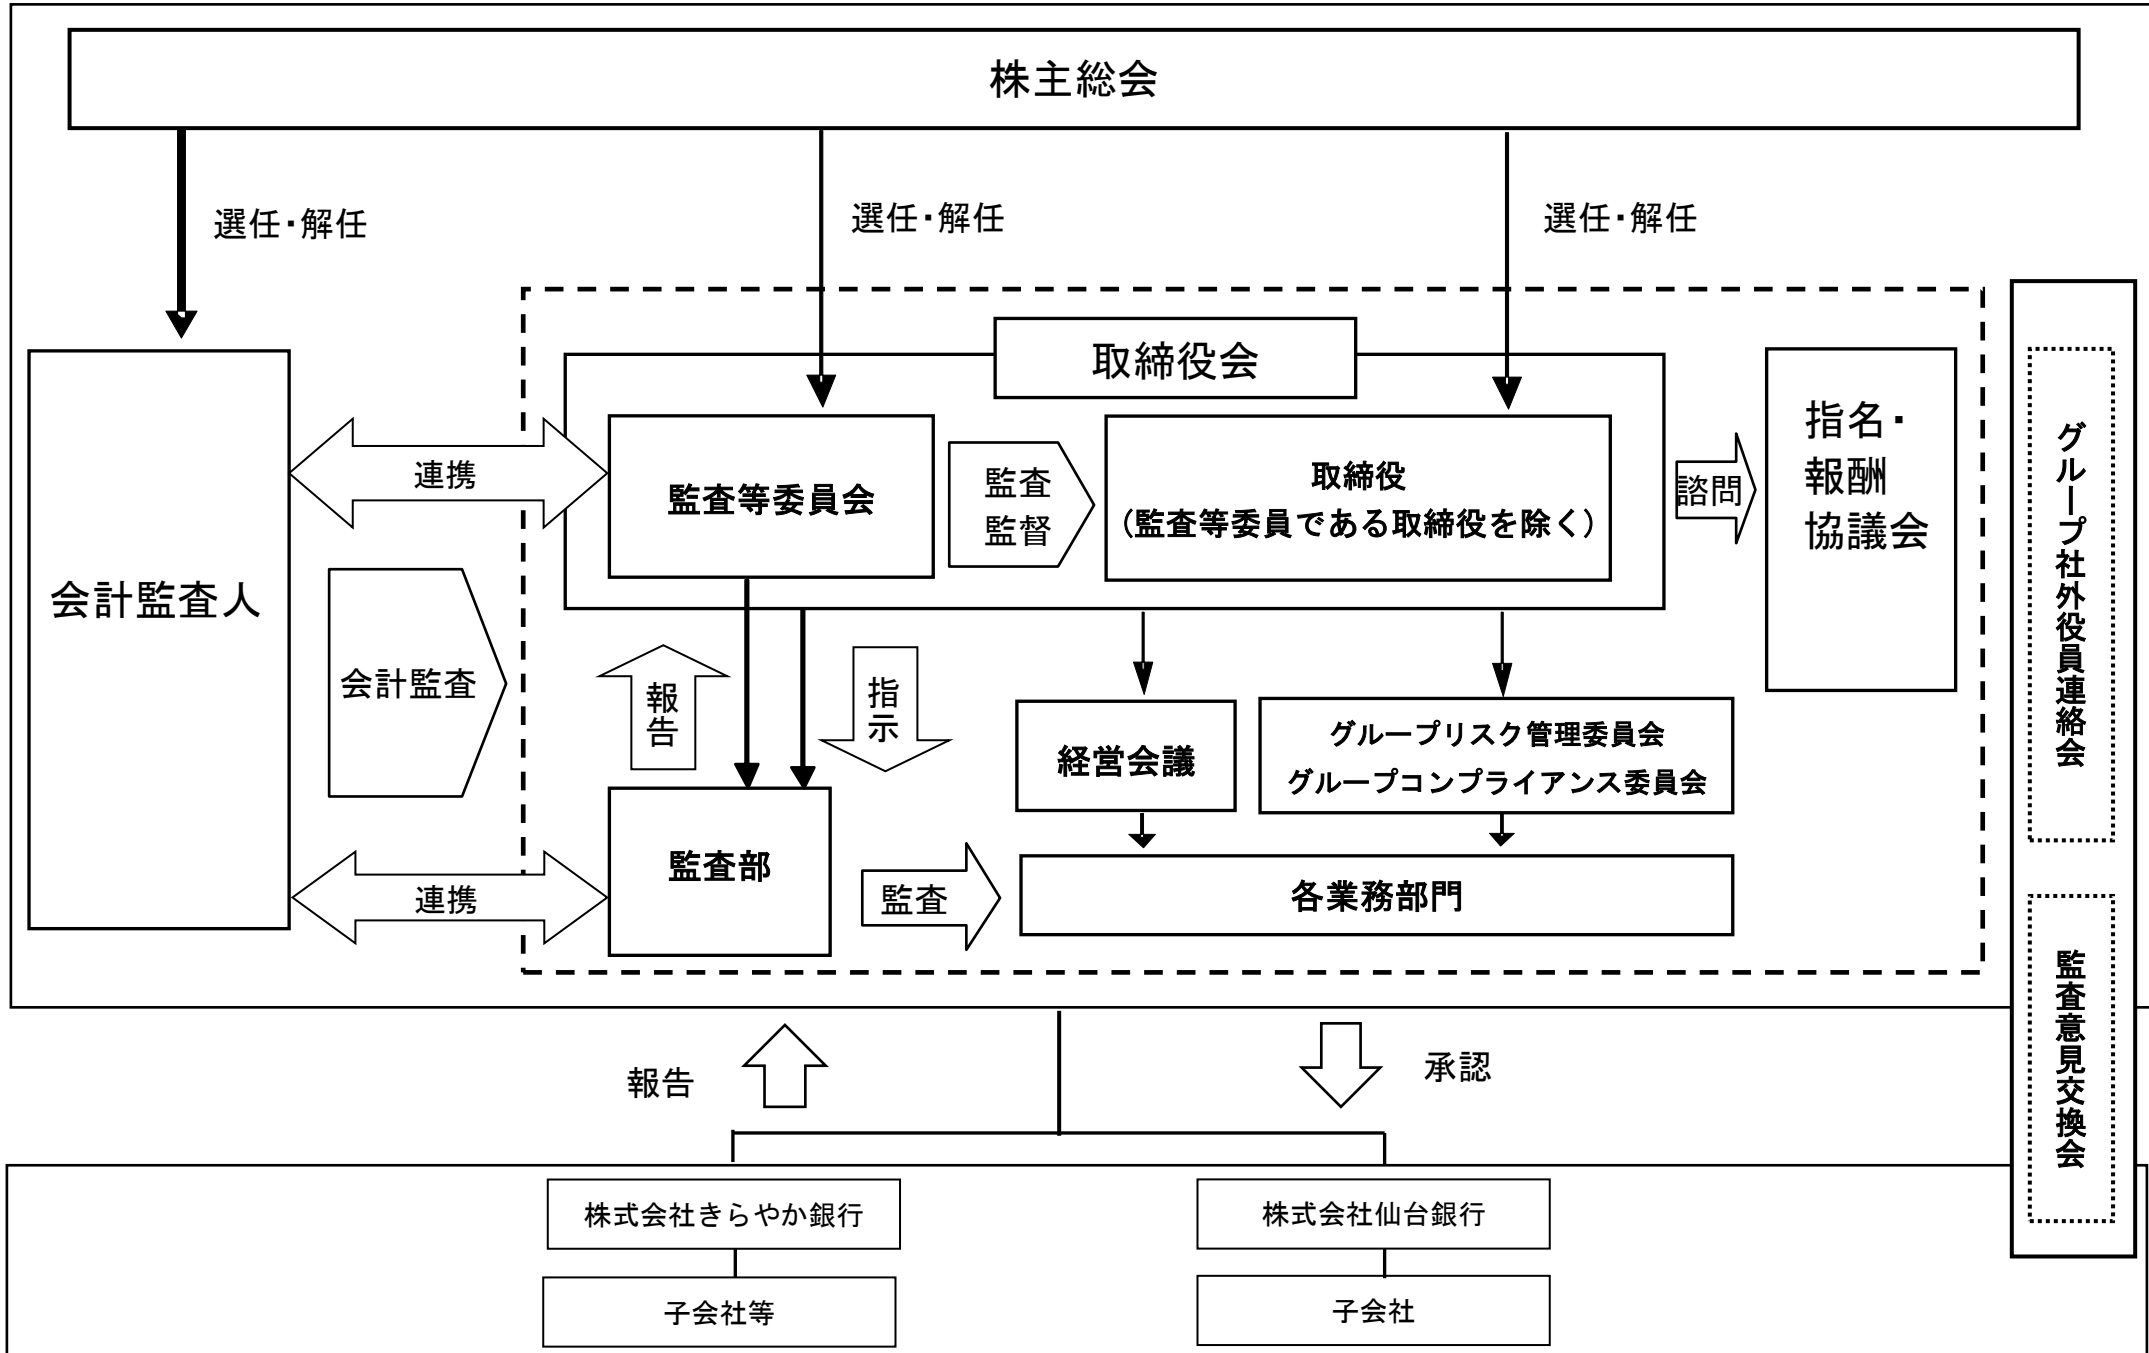 株主総会
選任・解任
選任・解任
選任・解任
取締役会
会計監査人
連携
監査等委員会
監査
監督
取締役
（監査等委員である取締役を除く）
諮問
指名・
報酬
協議会
グループ社外役員連絡会
会計監査
報告
指示
経営会議
グループリスク管理委員会
グループコンプライアンス委員会
連携
監査部
監査
各業務部門
監査意見交換会
報告
承認
株式会社きらやか銀行
株式会社仙台銀行
子会社等
子会社